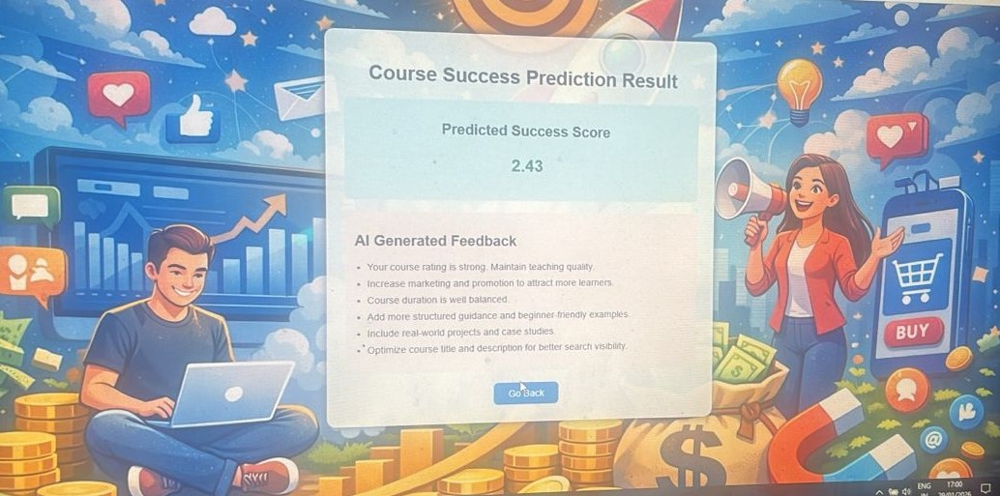 Course Success Prediction Result
Predicted Success Score
2.43
AI Generated Feedback
• Your course rating is strong. Maintain teaching quality.
• Increase marketing and promotion to attract more learners.
• Course duration is well balanced.
• Add more structured guidance and beginner-friendly examples.
• Include real-world projects and case studies.
• Optimize course title and description for better search visibility.
Go Back
BUY
$
@
ENG
17:00
IN